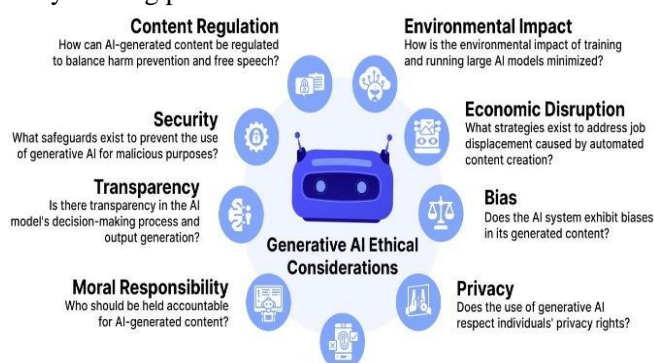 Content Regulation
How can AI-generated content be regulated
to balance harm prevention and free speech?
Environmental Impact
How is the environmental impact of training
and running large AI models minimized?
Security
What safeguards exist to prevent the use
of generative AI for malicious purposes?
Economic Disruption
What strategies exist to address job
displacement caused by automated
content creation?
Transparency
Is there transparency in the AI
model's decision-making process and
output generation?
Bias
Does the AI system exhibit biases
in its generated content?
Generative AI Ethical
Considerations
Moral Responsibility
Who should be held accountable
for AI-generated content?
Privacy
Does the use of generative AI
respect individuals' privacy rights?